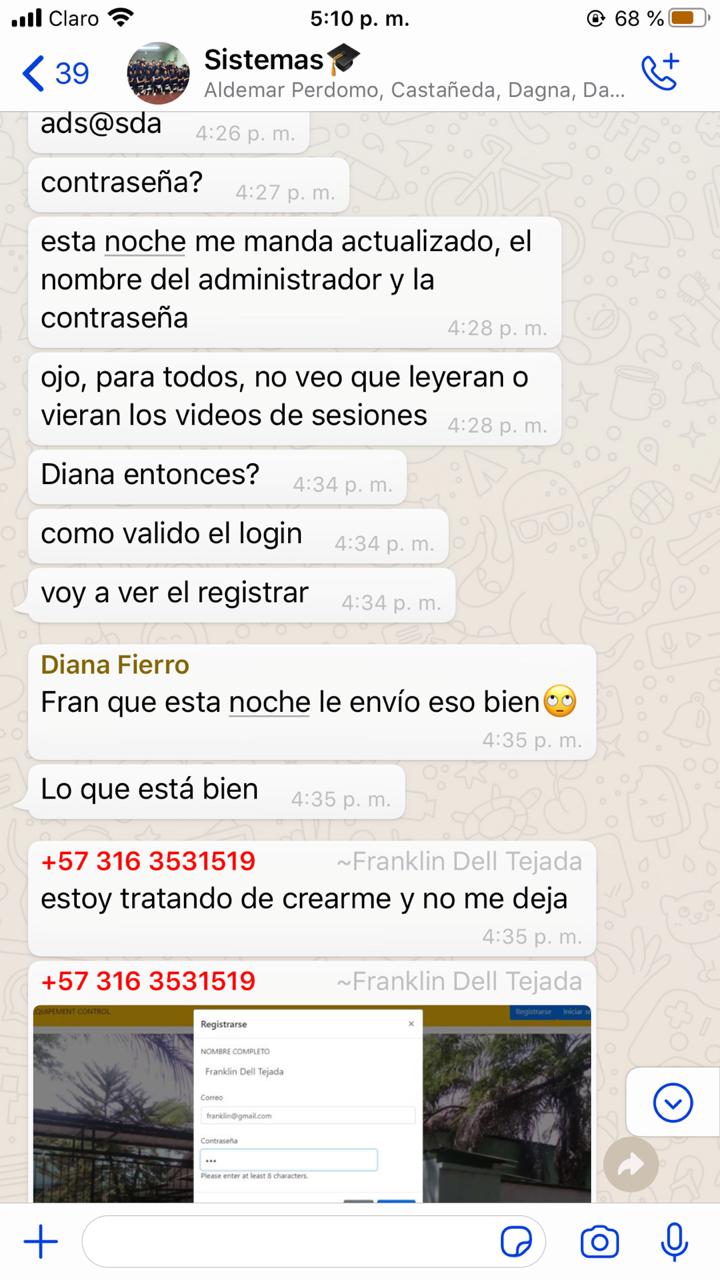 Claro 5:10 p. m. 68 %
39 Sistemas🎓
Aldemar Perdomo, Castañeda, Dagna, Da...
ads@sda 4:26 p. m.
contraseña? 4:27 p. m.
esta noche me manda actualizado, el
nombre del administrador y la
contraseña 4:28 p. m.
ojo, para todos, no veo que leyeran o
vieran los videos de sesiones 4:28 p. m.
Diana entonces? 4:34 p. m.
como valido el login 4:34 p. m.
voy a ver el registrar 4:34 p. m.
Diana Fierro
Fran que esta noche le envío eso bien🙄
4:35 p. m.
Lo que está bien 4:35 p. m.
+57 316 3531519 ~Franklin Dell Tejada
estoy tratando de crearme y no me deja
4:35 p. m.
+57 316 3531519 ~Franklin Dell Tejada
EQUIPEMENT CONTROL Registrarse Iniciar se
Registrarse ×
NOMBRE COMPLETO
Franklin Dell Tejada
Correo
franklin@gmail.com
Contraseña
•••
Please enter at least 8 characters.